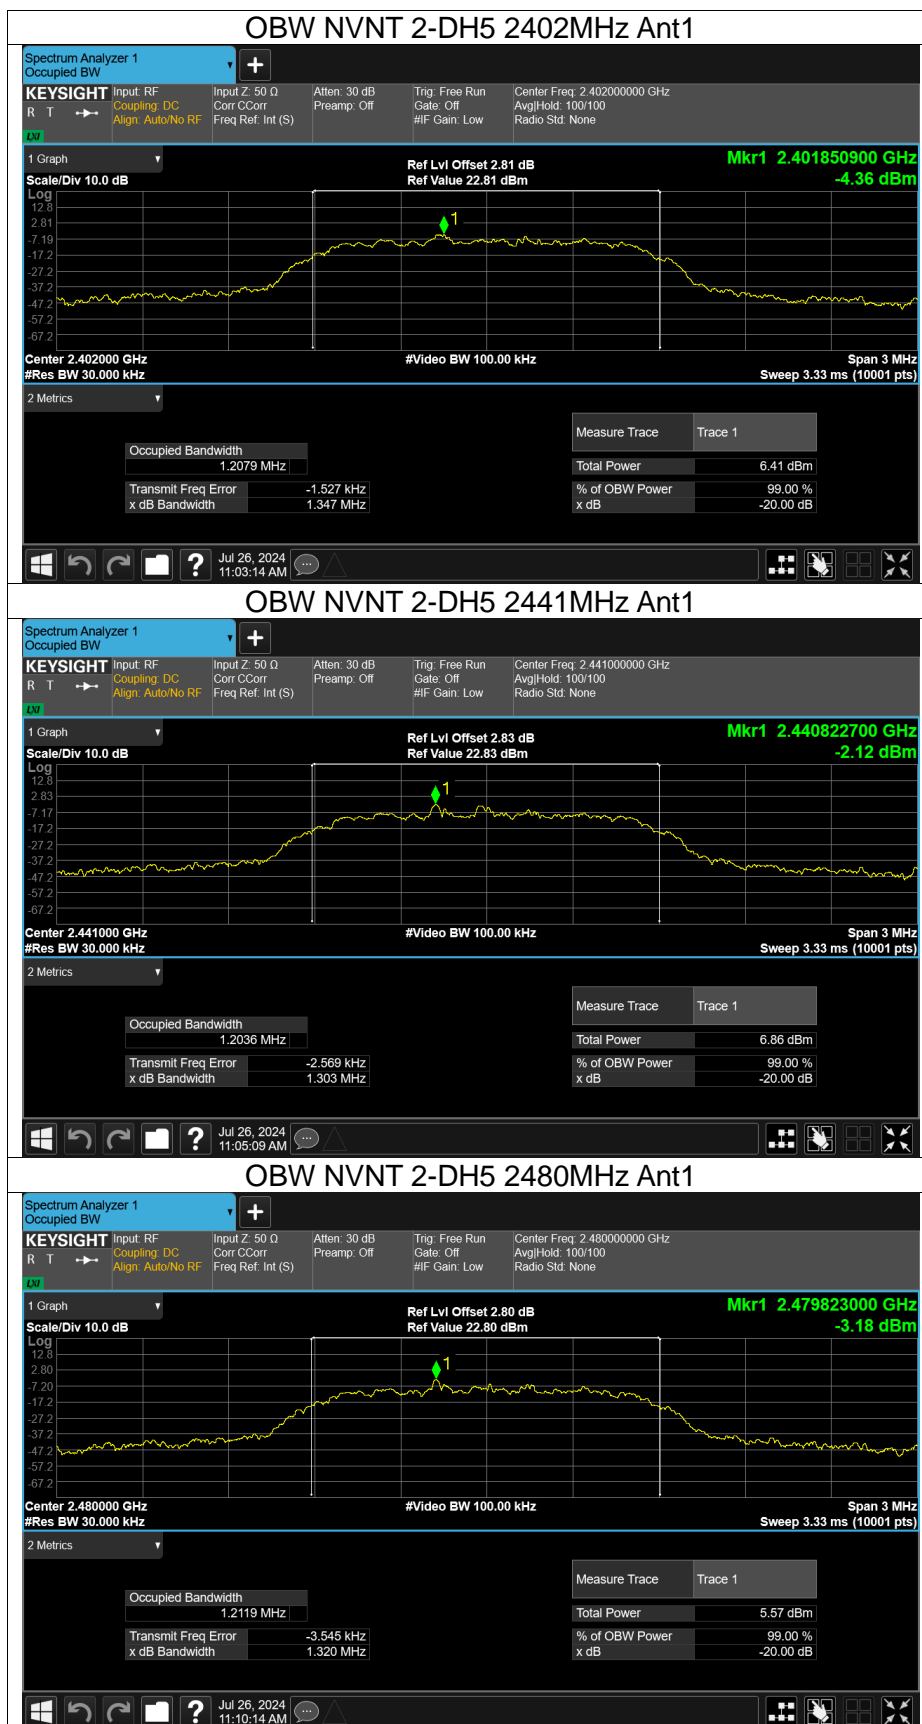 OBW NVNT 2-DH5 2402MHz Ant1
Spectrum Analyzer 1
Occupied BW
+
KEYSIGHT Input: RF Input Z: 50 Ω Atten: 30 dB Trig: Free Run Center Freq: 2.402000000 GHz
R T Coupling: DC Corr CCorr Preamp: Off Gate: Off Avg|Hold: 100/100
Align: Auto/No RF Freq Ref: Int (S) #IF Gain: Low Radio Std: None
LXI
1 Graph
Ref Lvl Offset 2.81 dB Mkr1 2.401850900 GHz
Scale/Div 10.0 dB Ref Value 22.81 dBm -4.36 dBm
Log
12.8
2.81
1
-7.19
-17.2
-27.2
-37.2
-47.2
-57.2
-67.2
Center 2.402000 GHz #Video BW 100.00 kHz Span 3 MHz
#Res BW 30.000 kHz Sweep 3.33 ms (10001 pts)
2 Metrics
Measure Trace Trace 1
Occupied Bandwidth
1.2079 MHz Total Power 6.41 dBm
Transmit Freq Error -1.527 kHz % of OBW Power 99.00 %
x dB Bandwidth 1.347 MHz x dB -20.00 dB
? Jul 26, 2024
11:03:14 AM
OBW NVNT 2-DH5 2441MHz Ant1
Spectrum Analyzer 1
Occupied BW
+
KEYSIGHT Input: RF Input Z: 50 Ω Atten: 30 dB Trig: Free Run Center Freq: 2.441000000 GHz
R T Coupling: DC Corr CCorr Preamp: Off Gate: Off Avg|Hold: 100/100
Align: Auto/No RF Freq Ref: Int (S) #IF Gain: Low Radio Std: None
LXI
1 Graph
Ref Lvl Offset 2.83 dB Mkr1 2.440822700 GHz
Scale/Div 10.0 dB Ref Value 22.83 dBm -2.12 dBm
Log
12.8
2.83
1
-7.17
-17.2
-27.2
-37.2
-47.2
-57.2
-67.2
Center 2.441000 GHz #Video BW 100.00 kHz Span 3 MHz
#Res BW 30.000 kHz Sweep 3.33 ms (10001 pts)
2 Metrics
Measure Trace Trace 1
Occupied Bandwidth
1.2036 MHz Total Power 6.86 dBm
Transmit Freq Error -2.569 kHz % of OBW Power 99.00 %
x dB Bandwidth 1.303 MHz x dB -20.00 dB
? Jul 26, 2024
11:05:09 AM
OBW NVNT 2-DH5 2480MHz Ant1
Spectrum Analyzer 1
Occupied BW
+
KEYSIGHT Input: RF Input Z: 50 Ω Atten: 30 dB Trig: Free Run Center Freq: 2.480000000 GHz
R T Coupling: DC Corr CCorr Preamp: Off Gate: Off Avg|Hold: 100/100
Align: Auto/No RF Freq Ref: Int (S) #IF Gain: Low Radio Std: None
LXI
1 Graph
Ref Lvl Offset 2.80 dB Mkr1 2.479823000 GHz
Scale/Div 10.0 dB Ref Value 22.80 dBm -3.18 dBm
Log
12.8
2.80
1
-7.20
-17.2
-27.2
-37.2
-47.2
-57.2
-67.2
Center 2.480000 GHz #Video BW 100.00 kHz Span 3 MHz
#Res BW 30.000 kHz Sweep 3.33 ms (10001 pts)
2 Metrics
Measure Trace Trace 1
Occupied Bandwidth
1.2119 MHz Total Power 5.57 dBm
Transmit Freq Error -3.545 kHz % of OBW Power 99.00 %
x dB Bandwidth 1.320 MHz x dB -20.00 dB
? Jul 26, 2024
11:10:14 AM